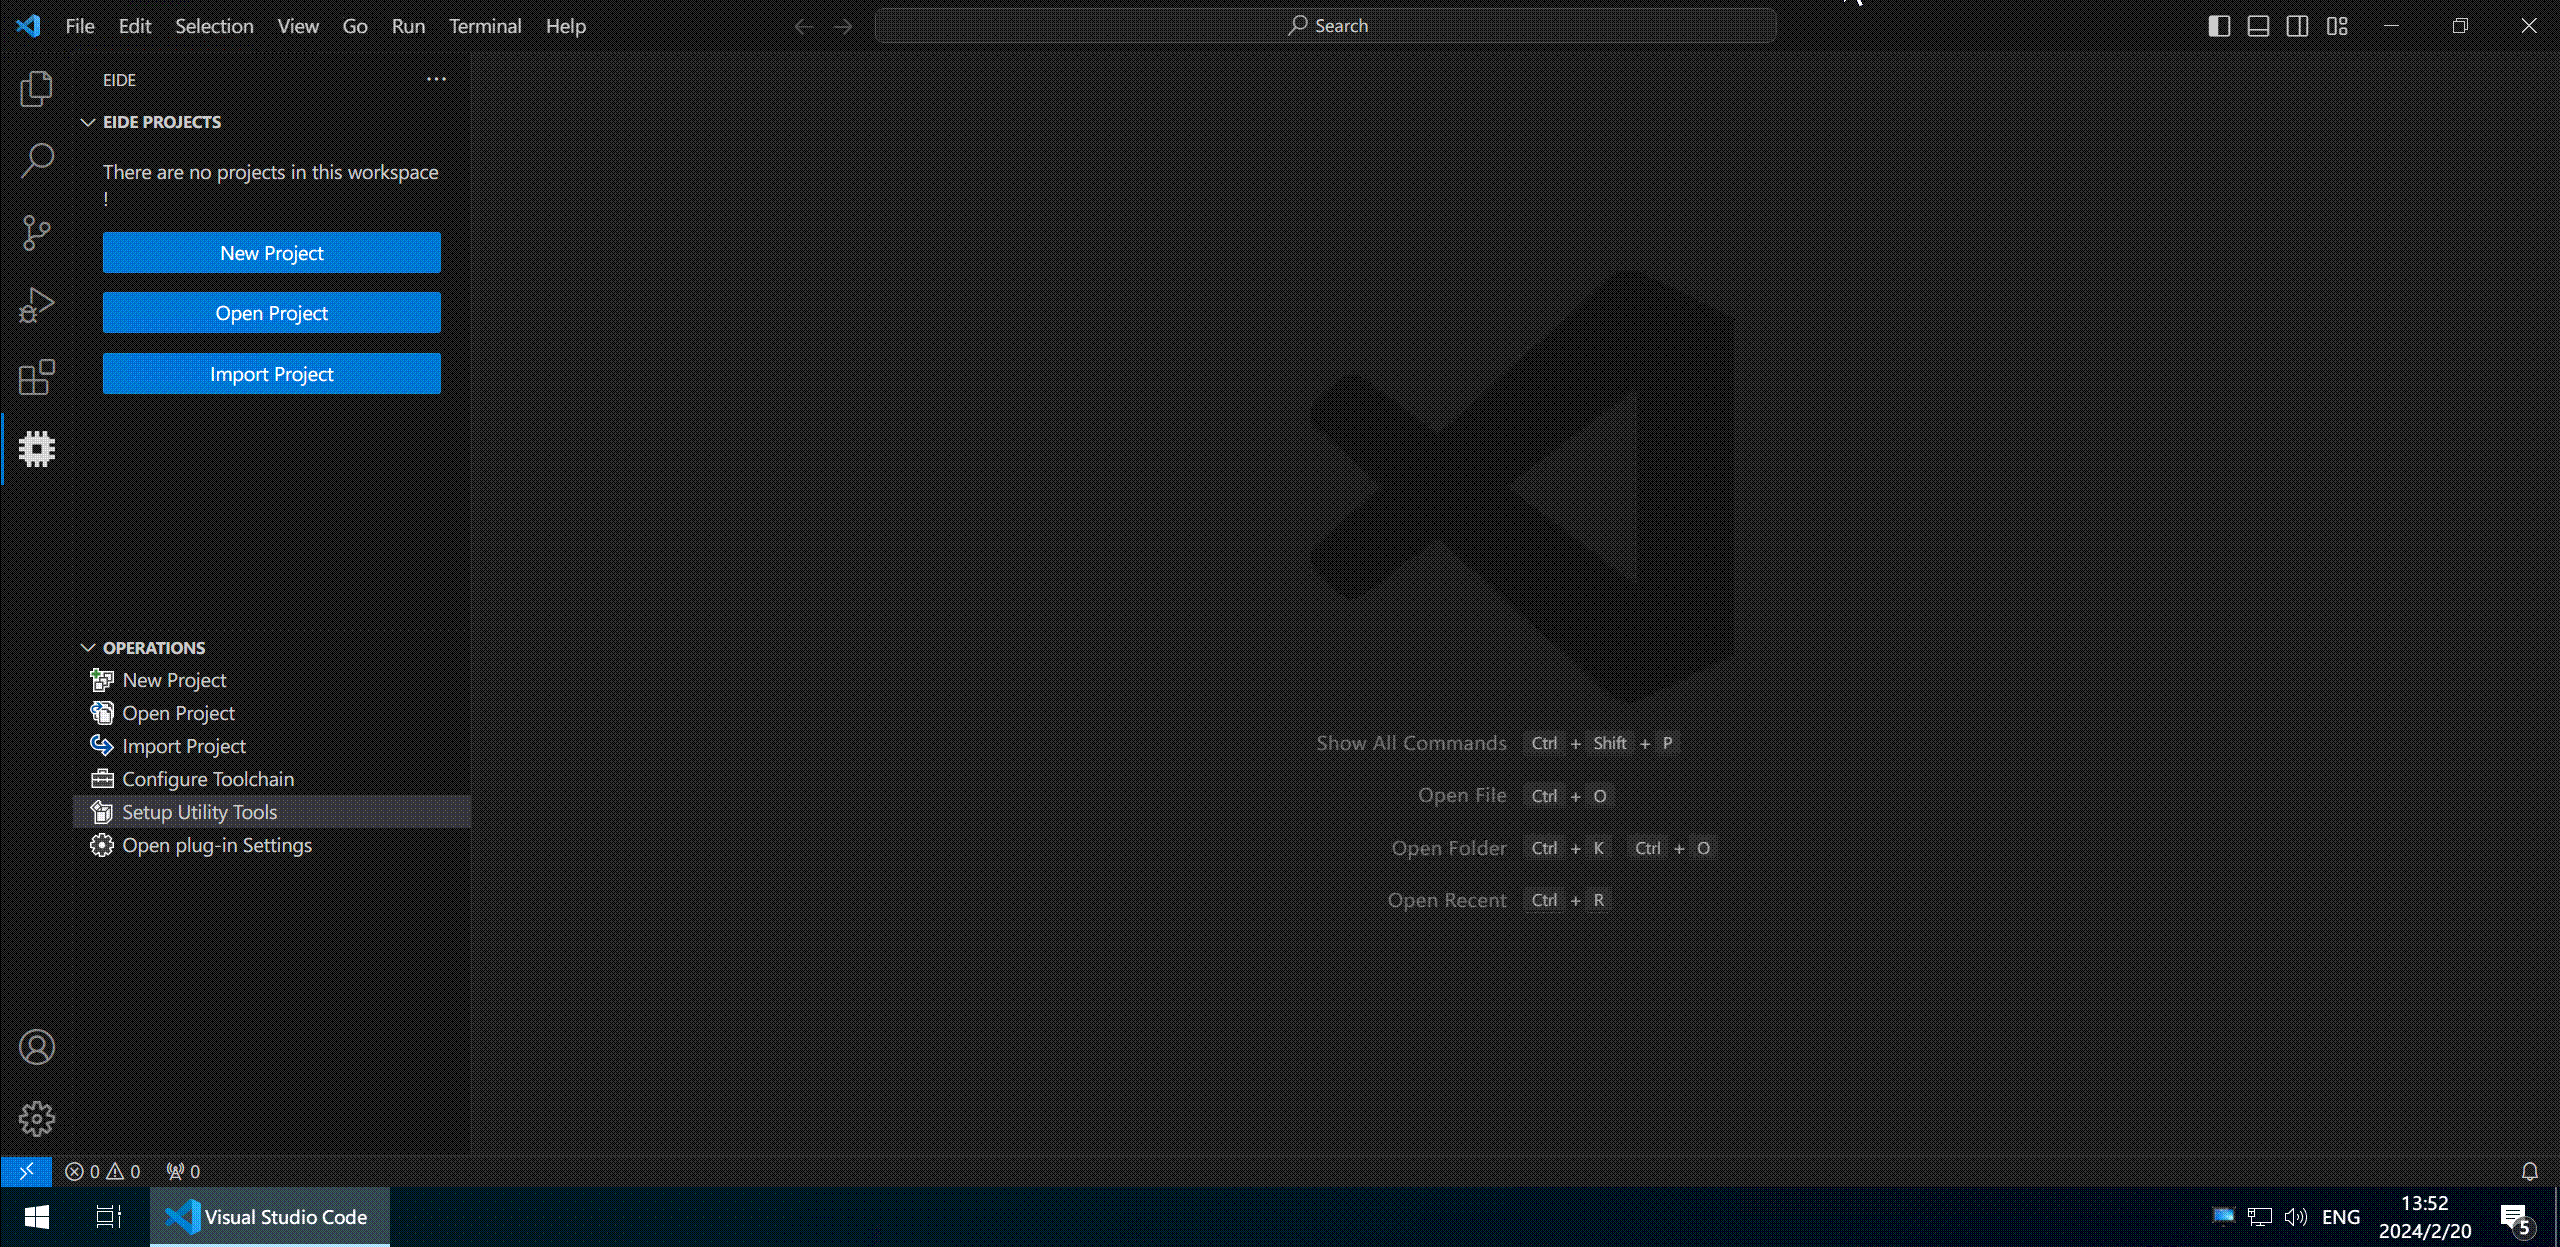 File Edit Selection View Go Run Terminal Help
Search
EIDE
EIDE PROJECTS
There are no projects in this workspace
!
New Project
Open Project
Import Project
OPERATIONS
New Project
Open Project
Import Project
Configure Toolchain
Setup Utility Tools
Open plug-in Settings
Show All Commands Ctrl + Shift + P
Open File Ctrl + O
Open Folder Ctrl + K Ctrl + O
Open Recent Ctrl + R
0 0 0
Visual Studio Code
ENG
13:52
2024/2/20
5